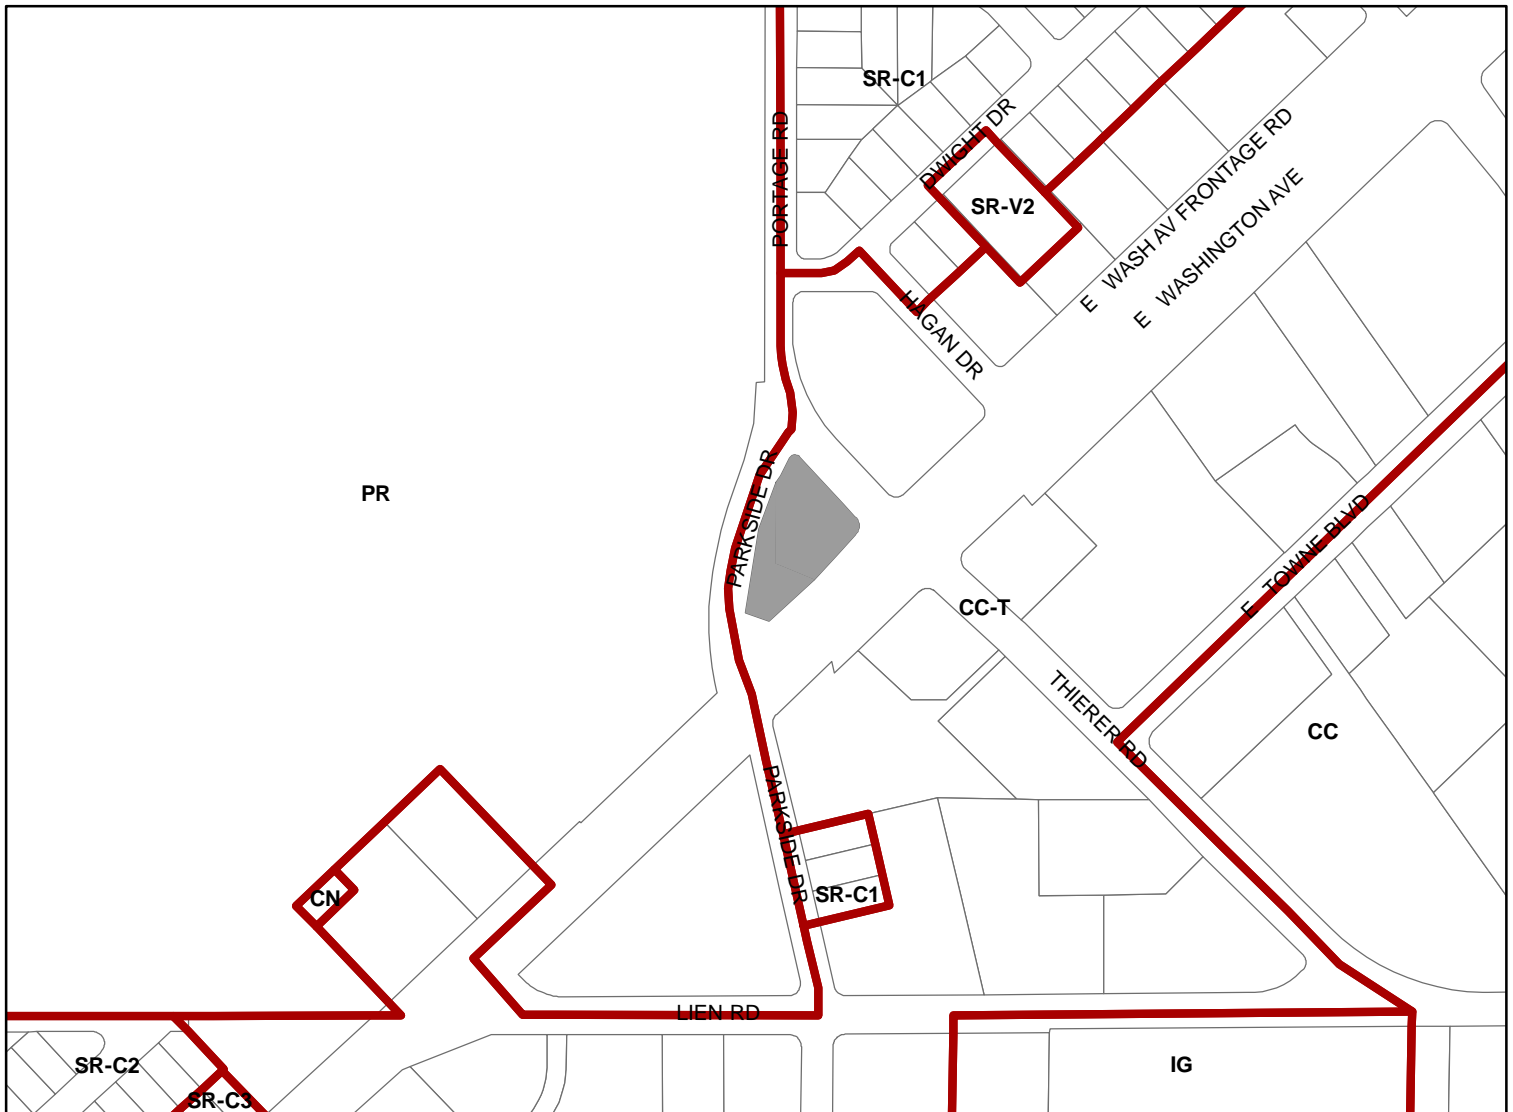 SR-C1
PORTAGE RD
DWIGHT DR
SR-V2
E WASH AV FRONTAGE RD
E WASHINGTON AVE
HAGAN DR
PARKSIDE DR
PR
E TOWNE BLVD
CC-T
THIERER RD
CC
PARKSIDE DR
SR-C1
CN
LIEN RD
SR-C2
IG
SR-C3